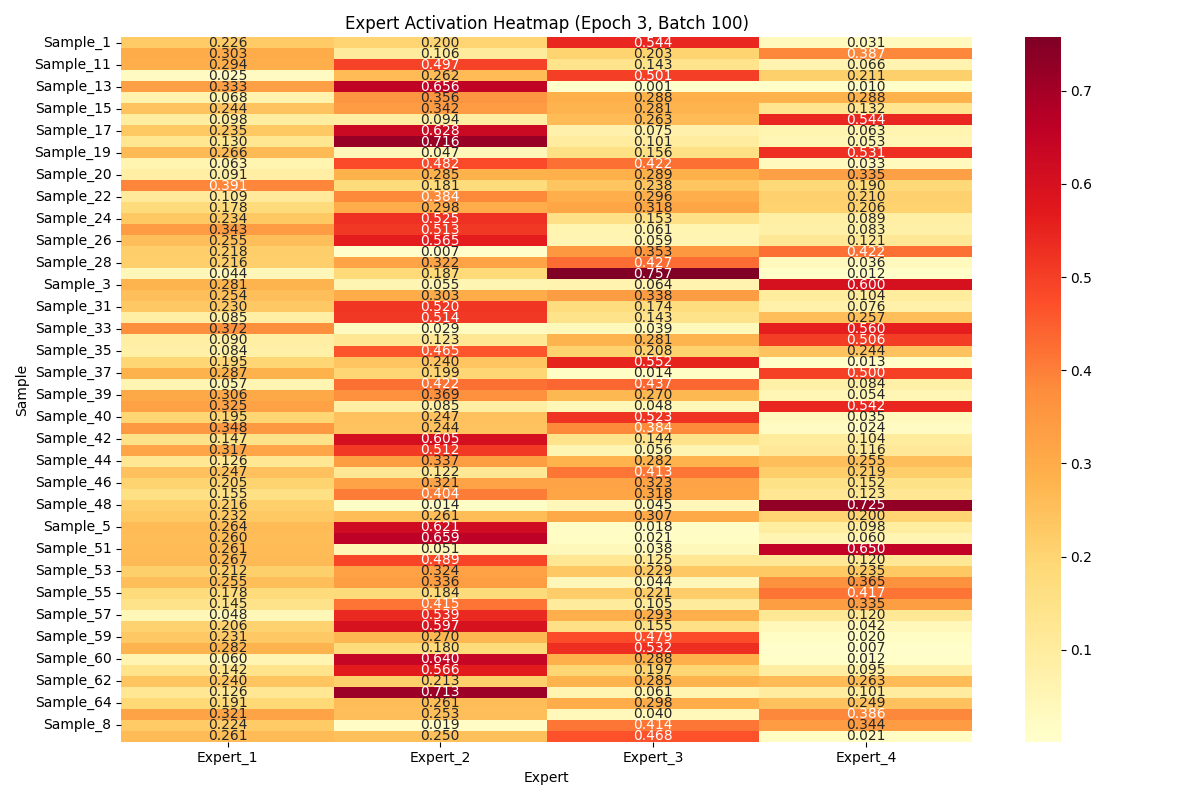 Expert Activation Heatmap (Epoch 3, Batch 100)
Sample_1 0.226 0.200 0.544 0.031
0.303 0.106 0.203 0.387
Sample_11 0.294 0.497 0.143 0.066
0.025 0.262 0.501 0.211
Sample_13 0.333 0.656 0.001 0.010
0.068 0.356 0.288 0.288
Sample_15 0.244 0.342 0.281 0.132
0.098 0.094 0.263 0.544
Sample_17 0.235 0.628 0.075 0.063
0.130 0.716 0.101 0.053
Sample_19 0.266 0.047 0.156 0.531
0.063 0.482 0.422 0.033
Sample_20 0.091 0.285 0.289 0.335
0.391 0.181 0.238 0.190
Sample_22 0.109 0.384 0.296 0.210
0.178 0.298 0.318 0.206
Sample_24 0.234 0.525 0.153 0.089
0.343 0.513 0.061 0.083
Sample_26 0.255 0.565 0.059 0.121
0.218 0.007 0.353 0.422
Sample_28 0.216 0.322 0.427 0.036
0.044 0.187 0.757 0.012
Sample_3 0.281 0.055 0.064 0.600
0.254 0.303 0.338 0.104
Sample_31 0.230 0.520 0.174 0.076
0.085 0.514 0.143 0.257
Sample_33 0.372 0.029 0.039 0.560
0.090 0.123 0.281 0.506
Sample_35 0.084 0.465 0.208 0.244
0.195 0.240 0.552 0.013
Sample_37 0.287 0.199 0.014 0.500
0.057 0.422 0.437 0.084
Sample_39 0.306 0.369 0.270 0.054
0.325 0.085 0.048 0.542
Sample_40 0.195 0.247 0.523 0.035
0.348 0.244 0.384 0.024
Sample_42 0.147 0.605 0.144 0.104
0.317 0.512 0.056 0.116
Sample_44 0.126 0.337 0.282 0.255
0.247 0.122 0.413 0.219
Sample_46 0.205 0.321 0.323 0.152
0.155 0.404 0.318 0.123
Sample_48 0.216 0.014 0.045 0.725
0.232 0.261 0.307 0.200
Sample_5 0.264 0.621 0.018 0.098
0.260 0.659 0.021 0.060
Sample_51 0.261 0.051 0.038 0.650
0.267 0.489 0.125 0.120
Sample_53 0.212 0.324 0.229 0.235
0.255 0.336 0.044 0.365
Sample_55 0.178 0.184 0.221 0.417
0.145 0.415 0.105 0.335
Sample_57 0.048 0.539 0.293 0.120
0.206 0.597 0.155 0.042
Sample_59 0.231 0.270 0.479 0.020
0.282 0.180 0.532 0.007
Sample_60 0.060 0.640 0.288 0.012
0.142 0.566 0.197 0.095
Sample_62 0.240 0.213 0.285 0.263
0.126 0.713 0.061 0.101
Sample_64 0.191 0.261 0.298 0.249
0.321 0.253 0.040 0.386
Sample_8 0.224 0.019 0.414 0.344
0.261 0.250 0.468 0.021
Expert_1 Expert_2 Expert_3 Expert_4
Expert
Sample
0.7
0.6
0.5
0.4
0.3
0.2
0.1